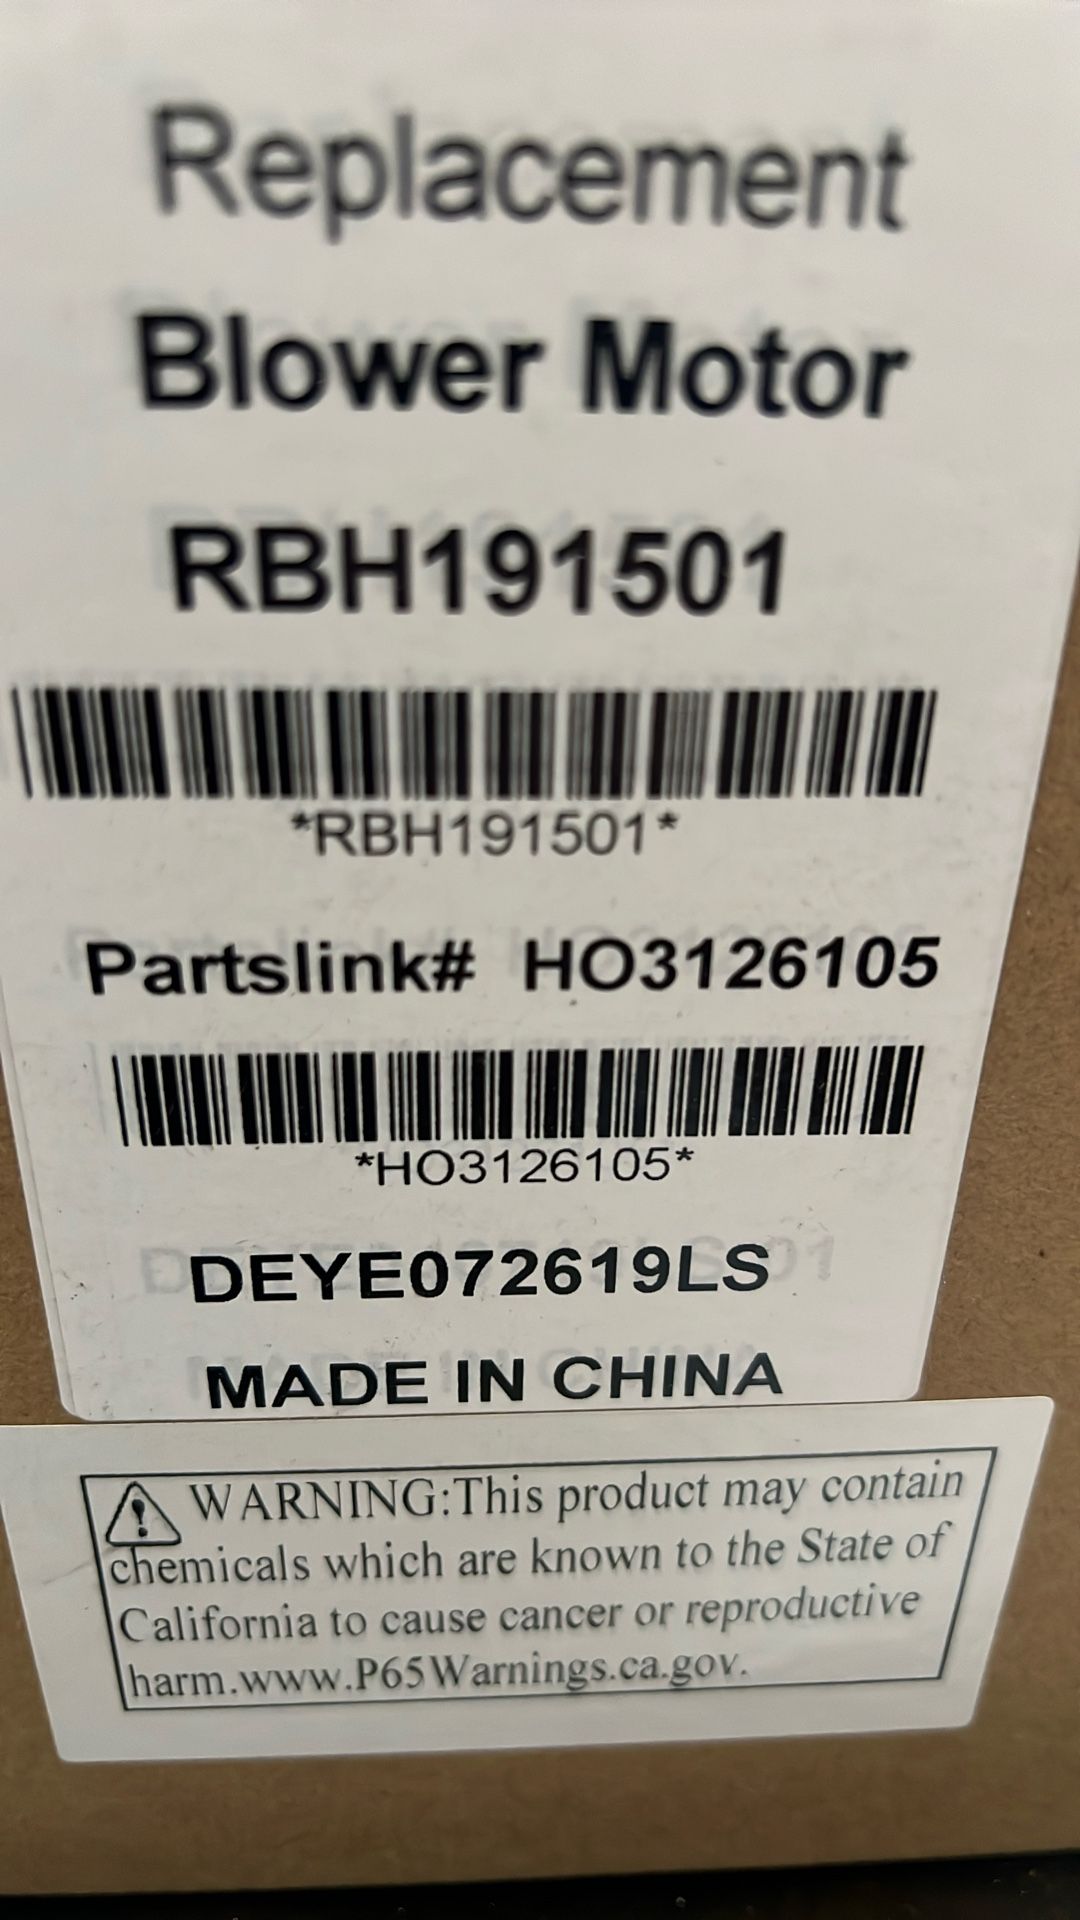 Replacement
Blower Motor
RBH191501
*RBH191501*
Partslink# HO3126105
*HO3126105*
DEYE072619LS
MADE IN CHINA
WARNING:This product may contain
chemicals which are known to the State of
California to cause cancer or reproductive
harm.www.P65Warnings.ca.gov.